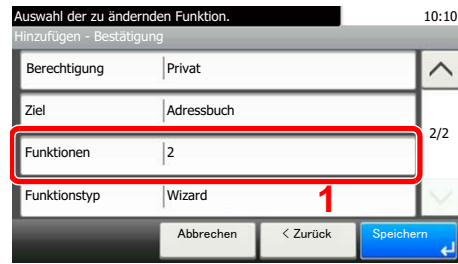 Auswahl der zu ändernden Funktion. 10:10
Hinzufügen - Bestätigung
Berechtigung Privat
Ziel Adressbuch
2/2
Funktionen 2
Funktionstyp Wizard
1
Abbrechen < Zurück Speichern